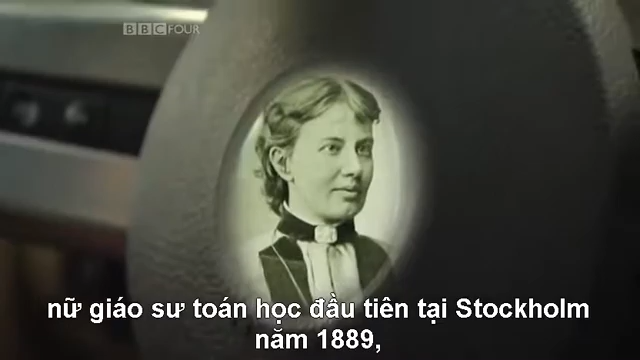 BBC FOUR
nữ giáo sư toán học đầu tiên tại Stockholm
năm 1889,